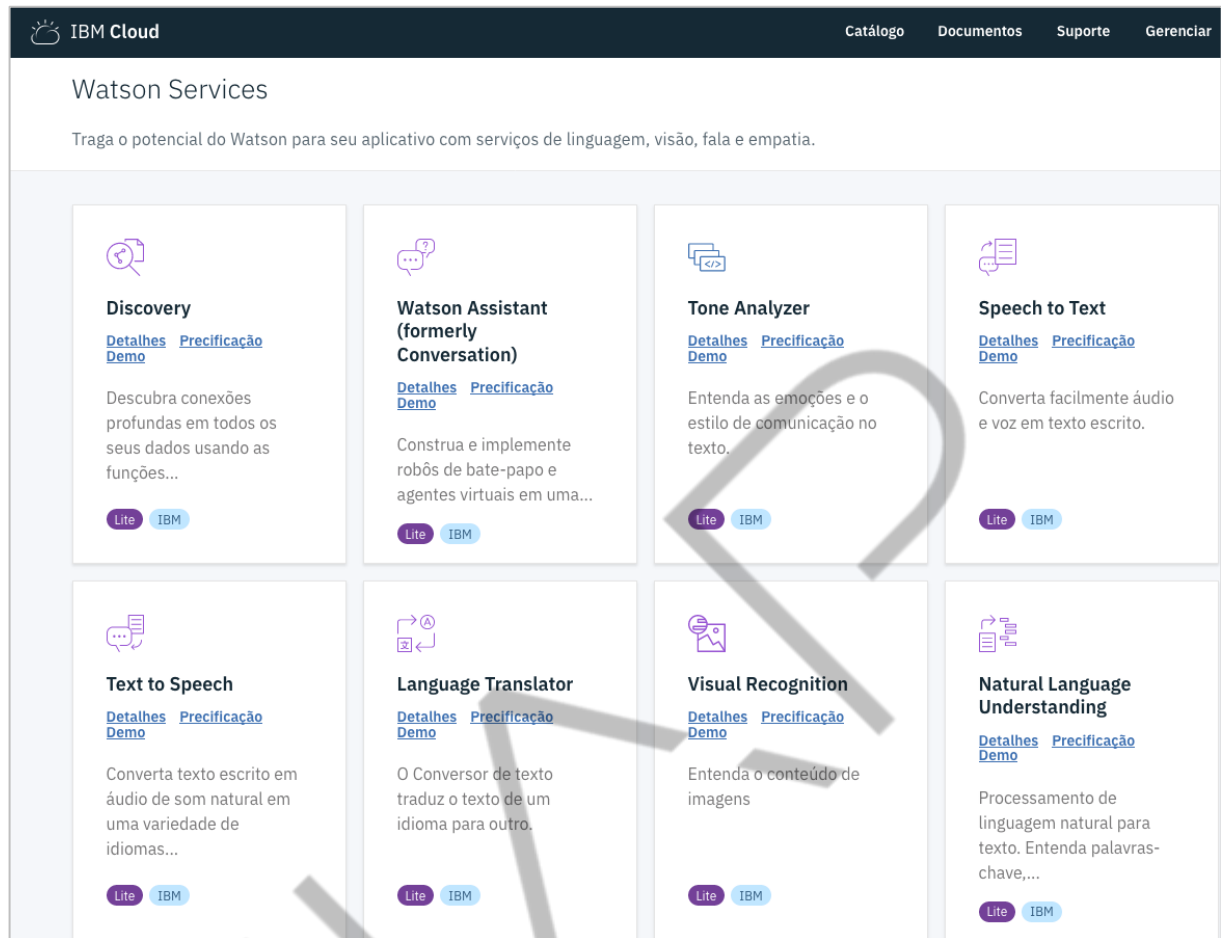 IBM Cloud
Catálogo Documentos Suporte Gerenciar
Watson Services
Traga o potencial do Watson para seu aplicativo com serviços de linguagem, visão, fala e empatia.
Discovery
Detalhes Precificação
Demo
Descubra conexões
profundas em todos os
seus dados usando as
funções...
Lite IBM
Watson Assistant
(formerly
Conversation)
Detalhes Precificação
Demo
Construa e implemente
robôs de bate-papo e
agentes virtuais em uma...
Lite IBM
Tone Analyzer
Detalhes Precificação
Demo
Entenda as emoções e o
estilo de comunicação no
texto.
Lite IBM
Speech to Text
Detalhes Precificação
Demo
Converta facilmente áudio
e voz em texto escrito.
Lite IBM
Text to Speech
Detalhes Precificação
Demo
Converta texto escrito em
áudio de som natural em
uma variedade de
idiomas...
Lite IBM
Language Translator
Detalhes Precificação
Demo
O Conversor de texto
traduz o texto de um
idioma para outro.
Lite IBM
Visual Recognition
Detalhes Precificação
Demo
Entenda o conteúdo de
imagens
Lite IBM
Natural Language
Understanding
Detalhes Precificação
Demo
Processamento de
linguagem natural para
texto. Entenda palavras-
chave,...
Lite IBM